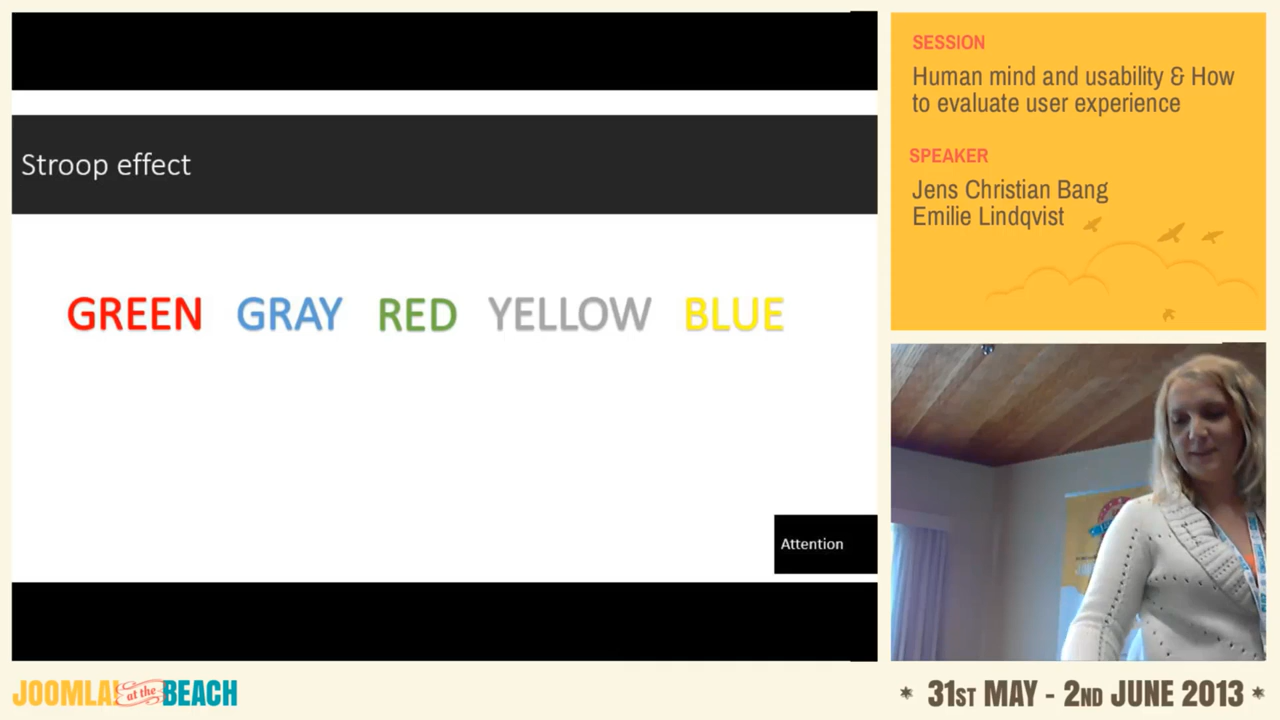 Stroop effect
GREEN GRAY RED YELLOW BLUE
Attention
SESSION
Human mind and usability & How
to evaluate user experience
SPEAKER
Jens Christian Bang
Emilie Lindqvist
JOOMLA! at the BEACH
* 31ST MAY - 2ND JUNE 2013 *